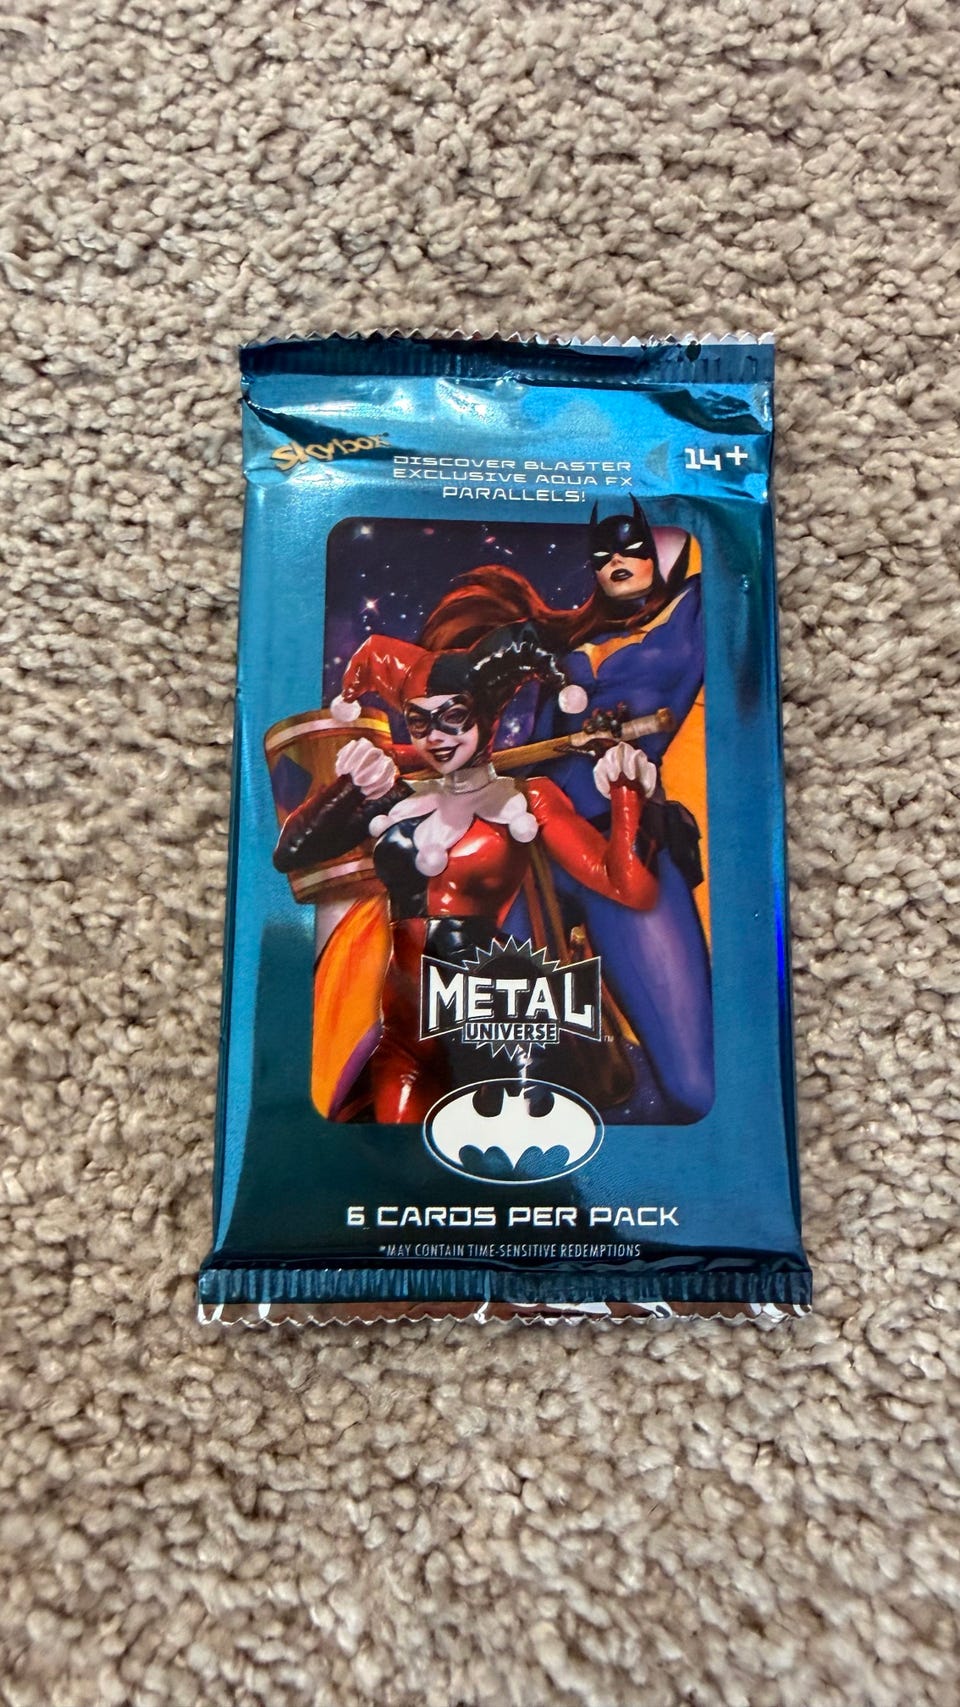 Skybox
DISCOVER BLASTER
EXCLUSIVE AQUA FX
PARALLELS!
14+
METAL
UNIVERSE
TM
6 CARDS PER PACK
*MAY CONTAIN TIME-SENSITIVE REDEMPTIONS